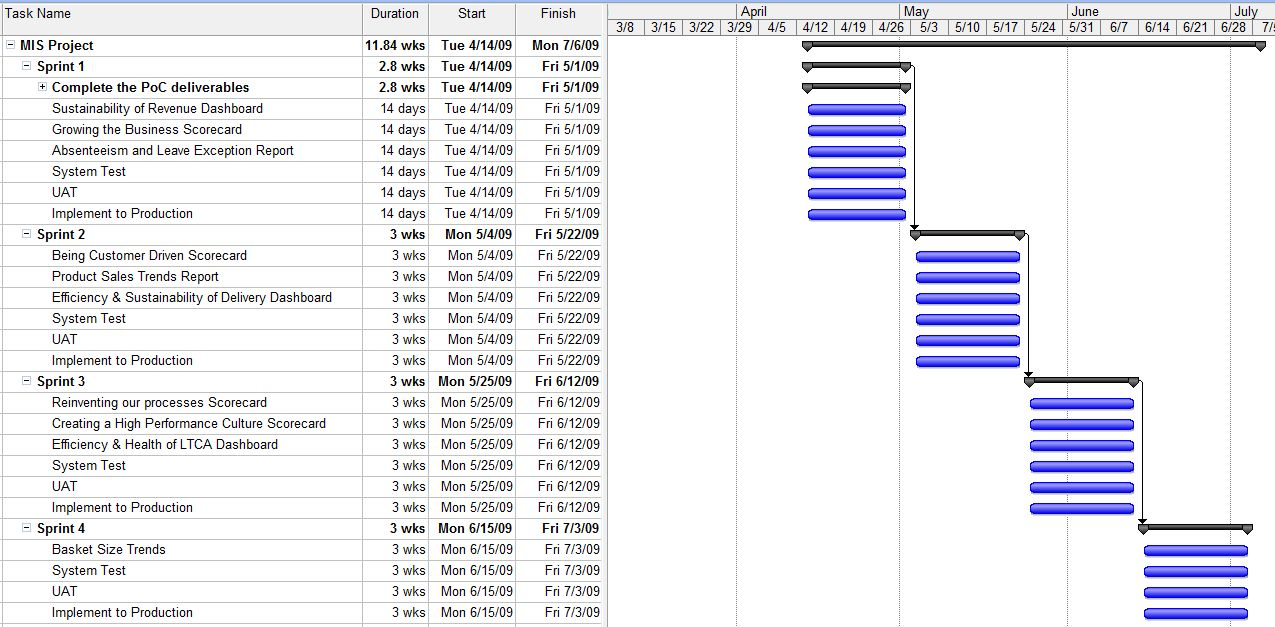 Task Name Duration Start Finish April May June July
3/8 3/15 3/22 3/29 4/5 4/12 4/19 4/26 5/3 5/10 5/17 5/24 5/31 6/7 6/14 6/21 6/28
MIS Project 11.84 wks Tue 4/14/09 Mon 7/6/09
Sprint 1 2.8 wks Tue 4/14/09 Fri 5/1/09
Complete the PoC deliverables 2.8 wks Tue 4/14/09 Fri 5/1/09
Sustainability of Revenue Dashboard 14 days Tue 4/14/09 Fri 5/1/09
Growing the Business Scorecard 14 days Tue 4/14/09 Fri 5/1/09
Absenteeism and Leave Exception Report 14 days Tue 4/14/09 Fri 5/1/09
System Test 14 days Tue 4/14/09 Fri 5/1/09
UAT 14 days Tue 4/14/09 Fri 5/1/09
Implement to Production 14 days Tue 4/14/09 Fri 5/1/09
Sprint 2 3 wks Mon 5/4/09 Fri 5/22/09
Being Customer Driven Scorecard 3 wks Mon 5/4/09 Fri 5/22/09
Product Sales Trends Report 3 wks Mon 5/4/09 Fri 5/22/09
Efficiency & Sustainability of Delivery Dashboard 3 wks Mon 5/4/09 Fri 5/22/09
System Test 3 wks Mon 5/4/09 Fri 5/22/09
UAT 3 wks Mon 5/4/09 Fri 5/22/09
Implement to Production 3 wks Mon 5/4/09 Fri 5/22/09
Sprint 3 3 wks Mon 5/25/09 Fri 6/12/09
Reinventing our processes Scorecard 3 wks Mon 5/25/09 Fri 6/12/09
Creating a High Performance Culture Scorecard 3 wks Mon 5/25/09 Fri 6/12/09
Efficiency & Health of LTCA Dashboard 3 wks Mon 5/25/09 Fri 6/12/09
System Test 3 wks Mon 5/25/09 Fri 6/12/09
UAT 3 wks Mon 5/25/09 Fri 6/12/09
Implement to Production 3 wks Mon 5/25/09 Fri 6/12/09
Sprint 4 3 wks Mon 6/15/09 Fri 7/3/09
Basket Size Trends 3 wks Mon 6/15/09 Fri 7/3/09
System Test 3 wks Mon 6/15/09 Fri 7/3/09
UAT 3 wks Mon 6/15/09 Fri 7/3/09
Implement to Production 3 wks Mon 6/15/09 Fri 7/3/09